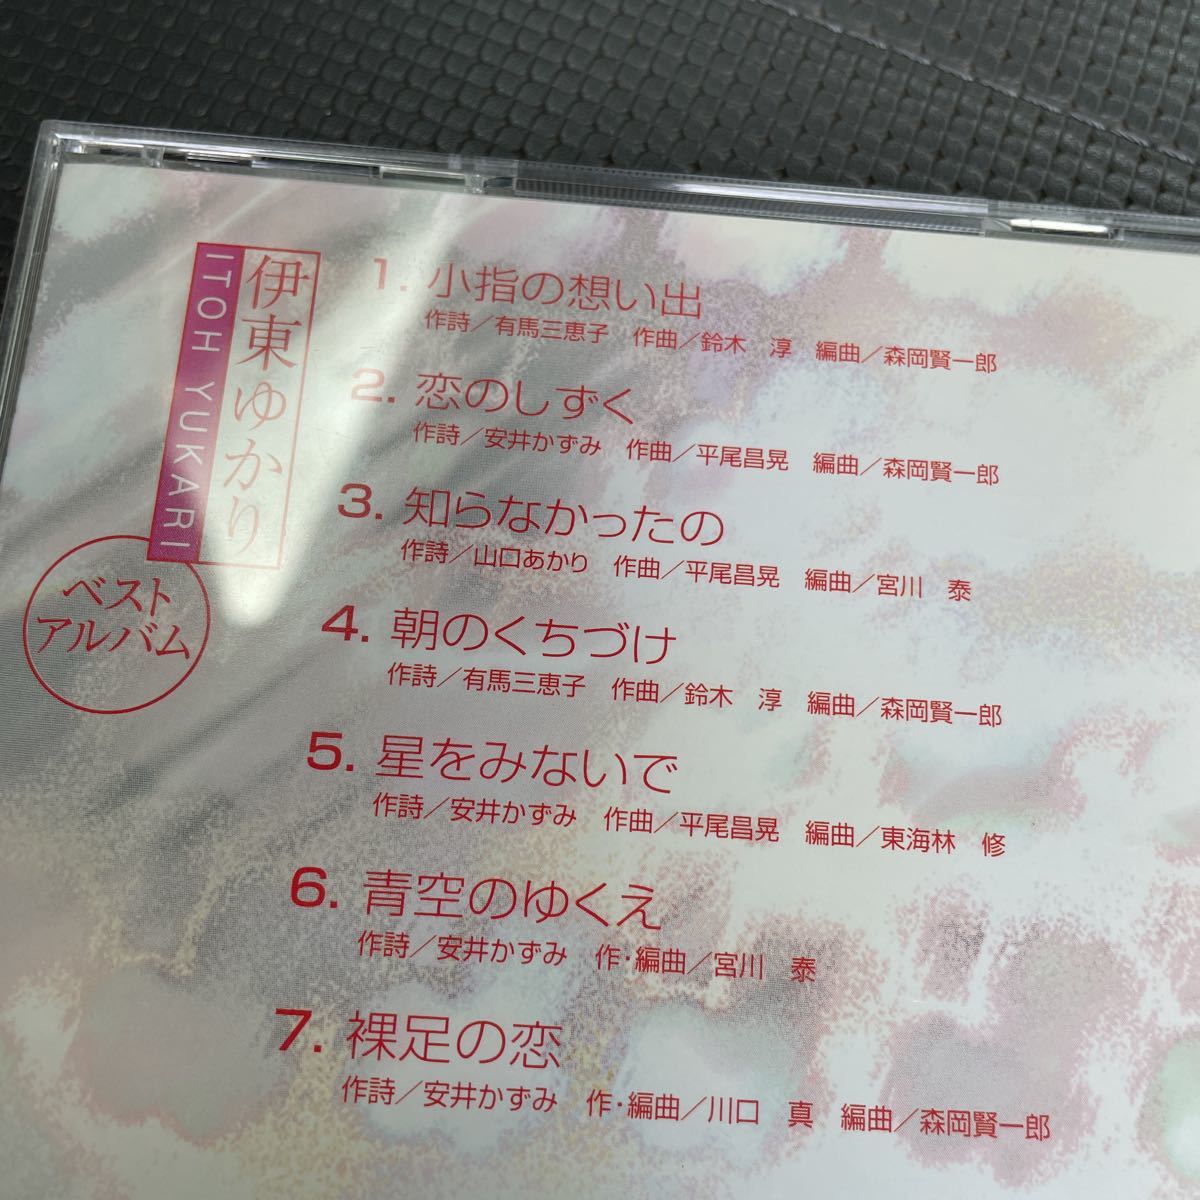 伊東ゆかり
ITOH YUKARI
ベスト
アルバム
1. 小指の想い出
作詩／有馬三恵子　作曲／鈴木　淳　編曲／森岡賢一郎
2. 恋のしずく
作詩／安井かずみ　作曲／平尾昌晃　編曲／森岡賢一郎
3. 知らなかったの
作詩／山口あかり　作曲／平尾昌晃　編曲／宮川　泰
4. 朝のくちづけ
作詩／有馬三恵子　作曲／鈴木　淳　編曲／森岡賢一郎
5. 星をみないで
作詩／安井かずみ　作曲／平尾昌晃　編曲／東海林　修
6. 青空のゆくえ
作詩／安井かずみ　作・編曲／宮川　泰
7. 裸足の恋
作詩／安井かずみ　作・編曲／川口　真　編曲／森岡賢一郎